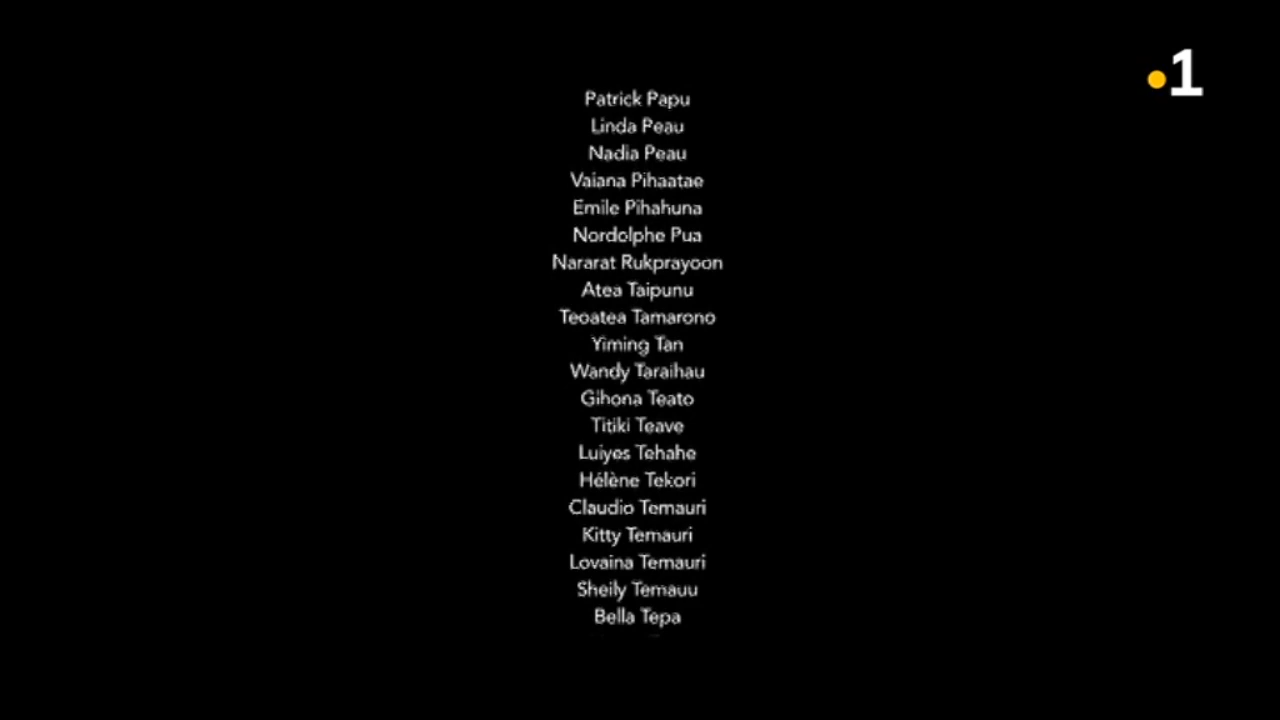 1
Patrick Papu
Linda Peau
Nadia Peau
Vaiana Pihaatae
Emile Pihahuna
Nordolphe Pua
Nararat Rukprayoon
Atea Taipunu
Teoatea Tamarono
Yiming Tan
Wandy Taraihau
Gihona Teato
Titiki Teave
Luiyes Tehahe
Hélène Tekori
Claudio Temauri
Kitty Temauri
Lovaina Temauri
Sheily Temauu
Bella Tepa